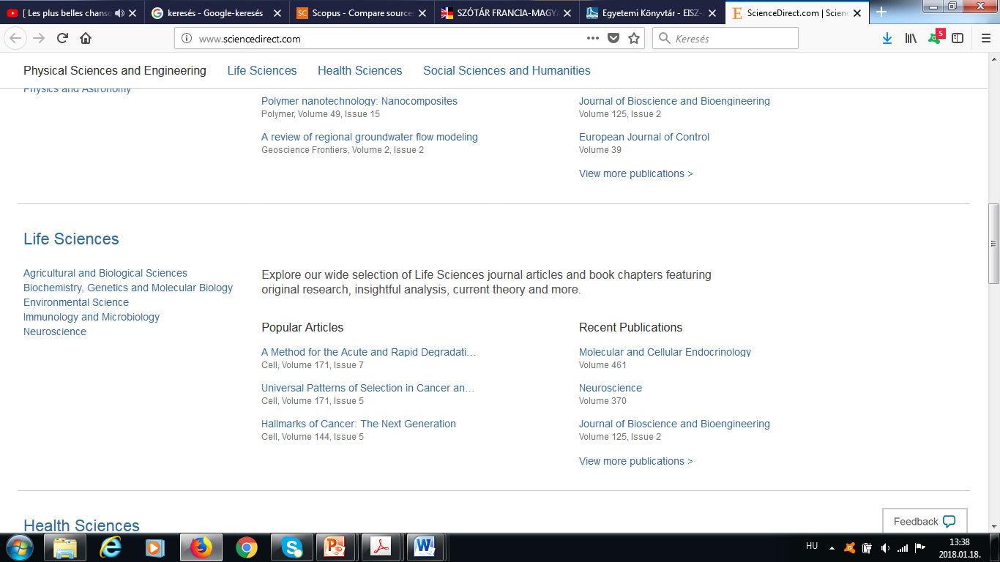 [ Les plus belles chanso
keresés - Google-keresés
Scopus - Compare source
SZÓTÁR FRANCIA-MAGYA
Egyetemi Könyvtár - EISZ-
ScienceDirect.com | Scienc
www.sciencedirect.com
Keresés
5
Physical Sciences and Engineering
Life Sciences
Health Sciences
Social Sciences and Humanities
Physics and Astronomy
Polymer nanotechnology: Nanocomposites
Polymer, Volume 49, Issue 15
A review of regional groundwater flow modeling
Geoscience Frontiers, Volume 2, Issue 2
Journal of Bioscience and Bioengineering
Volume 125, Issue 2
European Journal of Control
Volume 39
View more publications >
Life Sciences
Agricultural and Biological Sciences
Biochemistry, Genetics and Molecular Biology
Environmental Science
Immunology and Microbiology
Neuroscience
Explore our wide selection of Life Sciences journal articles and book chapters featuring
original research, insightful analysis, current theory and more.
Popular Articles
A Method for the Acute and Rapid Degradati…
Cell, Volume 171, Issue 7
Universal Patterns of Selection in Cancer an…
Cell, Volume 171, Issue 5
Hallmarks of Cancer: The Next Generation
Cell, Volume 144, Issue 5
Recent Publications
Molecular and Cellular Endocrinology
Volume 461
Neuroscience
Volume 370
Journal of Bioscience and Bioengineering
Volume 125, Issue 2
View more publications >
Health Sciences
Feedback
HU
13:38
2018.01.18.